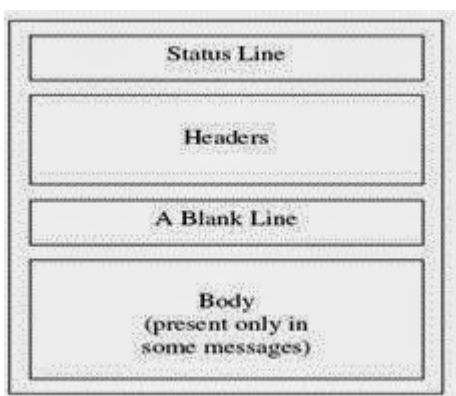 Status Line
Headers
A Blank Line
Body
(present only in
some messages)